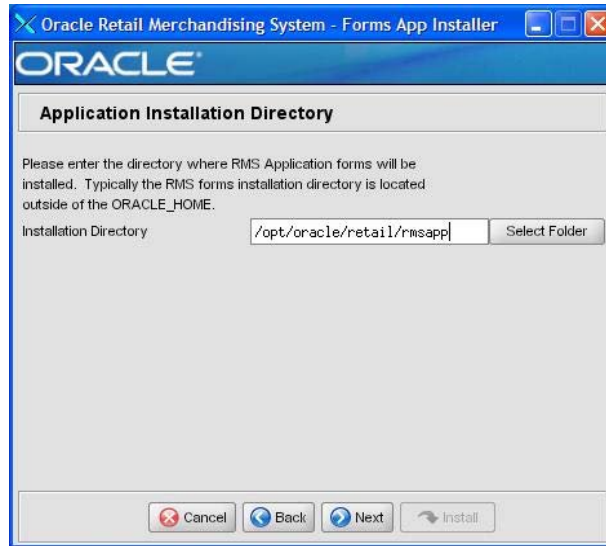 Oracle Retail Merchandising System - Forms App Installer
ORACLE
Application Installation Directory
Please enter the directory where RMS Application forms will be
installed. Typically the RMS forms installation directory is located
outside of the ORACLE_HOME.
Installation Directory /opt/oracle/retail/rmsapp Select Folder
Cancel Back Next Install